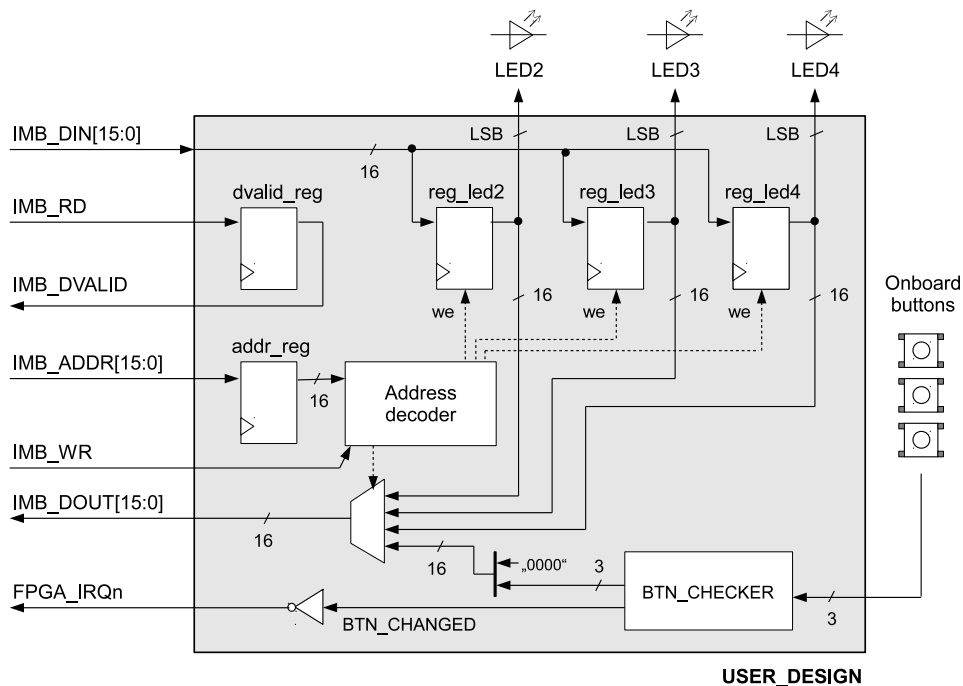 LED2 LED3 LED4
IMB_DIN[15:0] LSB LSB LSB
16
dvalid_reg reg_led2 reg_led3 reg_led4
IMB_RD
IMB_DVALID
16 16 16
Onboard
buttons
we we we
addr_reg
IMB_ADDR[15:0]
16
Address
decoder
IMB_WR
IMB_DOUT[15:0]
16
16
„0000“
3
FPGA_IRQn
BTN_CHECKER
3
BTN_CHANGED
USER_DESIGN